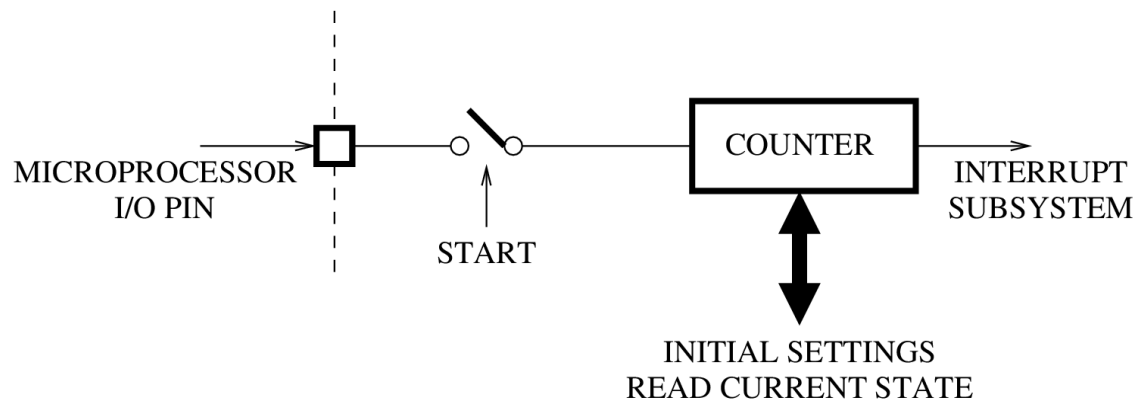 MICROPROCESSOR
I/O PIN
START
COUNTER
INTERRUPT
SUBSYSTEM
INITIAL SETTINGS
READ CURRENT STATE